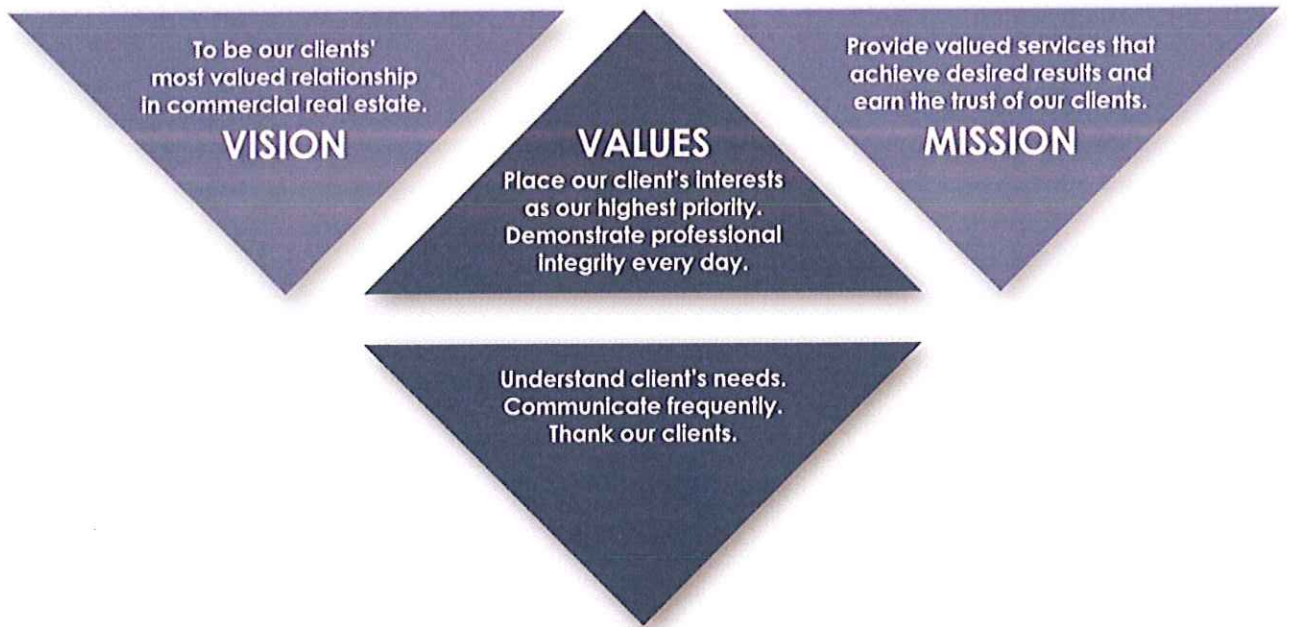 To be our clients'
most valued relationship
in commercial real estate.
VISION
VALUES
Place our client's interests
as our highest priority.
Demonstrate professional
integrity every day.
Provide valued services that
achieve desired results and
earn the trust of our clients.
MISSION
Understand client's needs.
Communicate frequently.
Thank our clients.